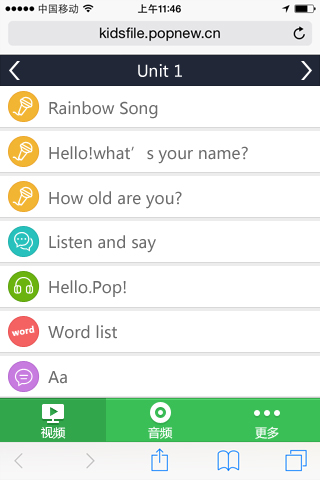 中国移动
上午11:46
kidsfile.popnew.cn
Unit 1
Rainbow Song
Hello!what’s your name?
How old are you?
Listen and say
Hello.Pop!
word
Word list
Aa
视频
音频
更多